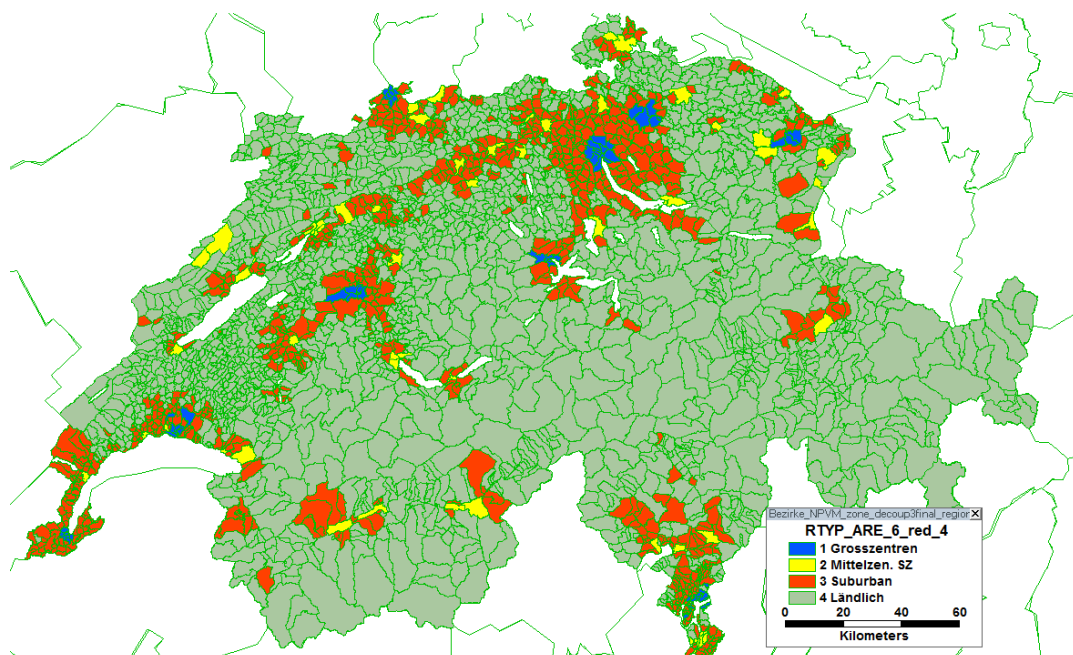 Bezirke_NPVM_zone_decoup3final_region
RTYP_ARE_6_red_4
1 Grosszentren
2 Mittelzen. SZ
3 Suburban
4 Ländlich
0 20 40 60
Kilometers